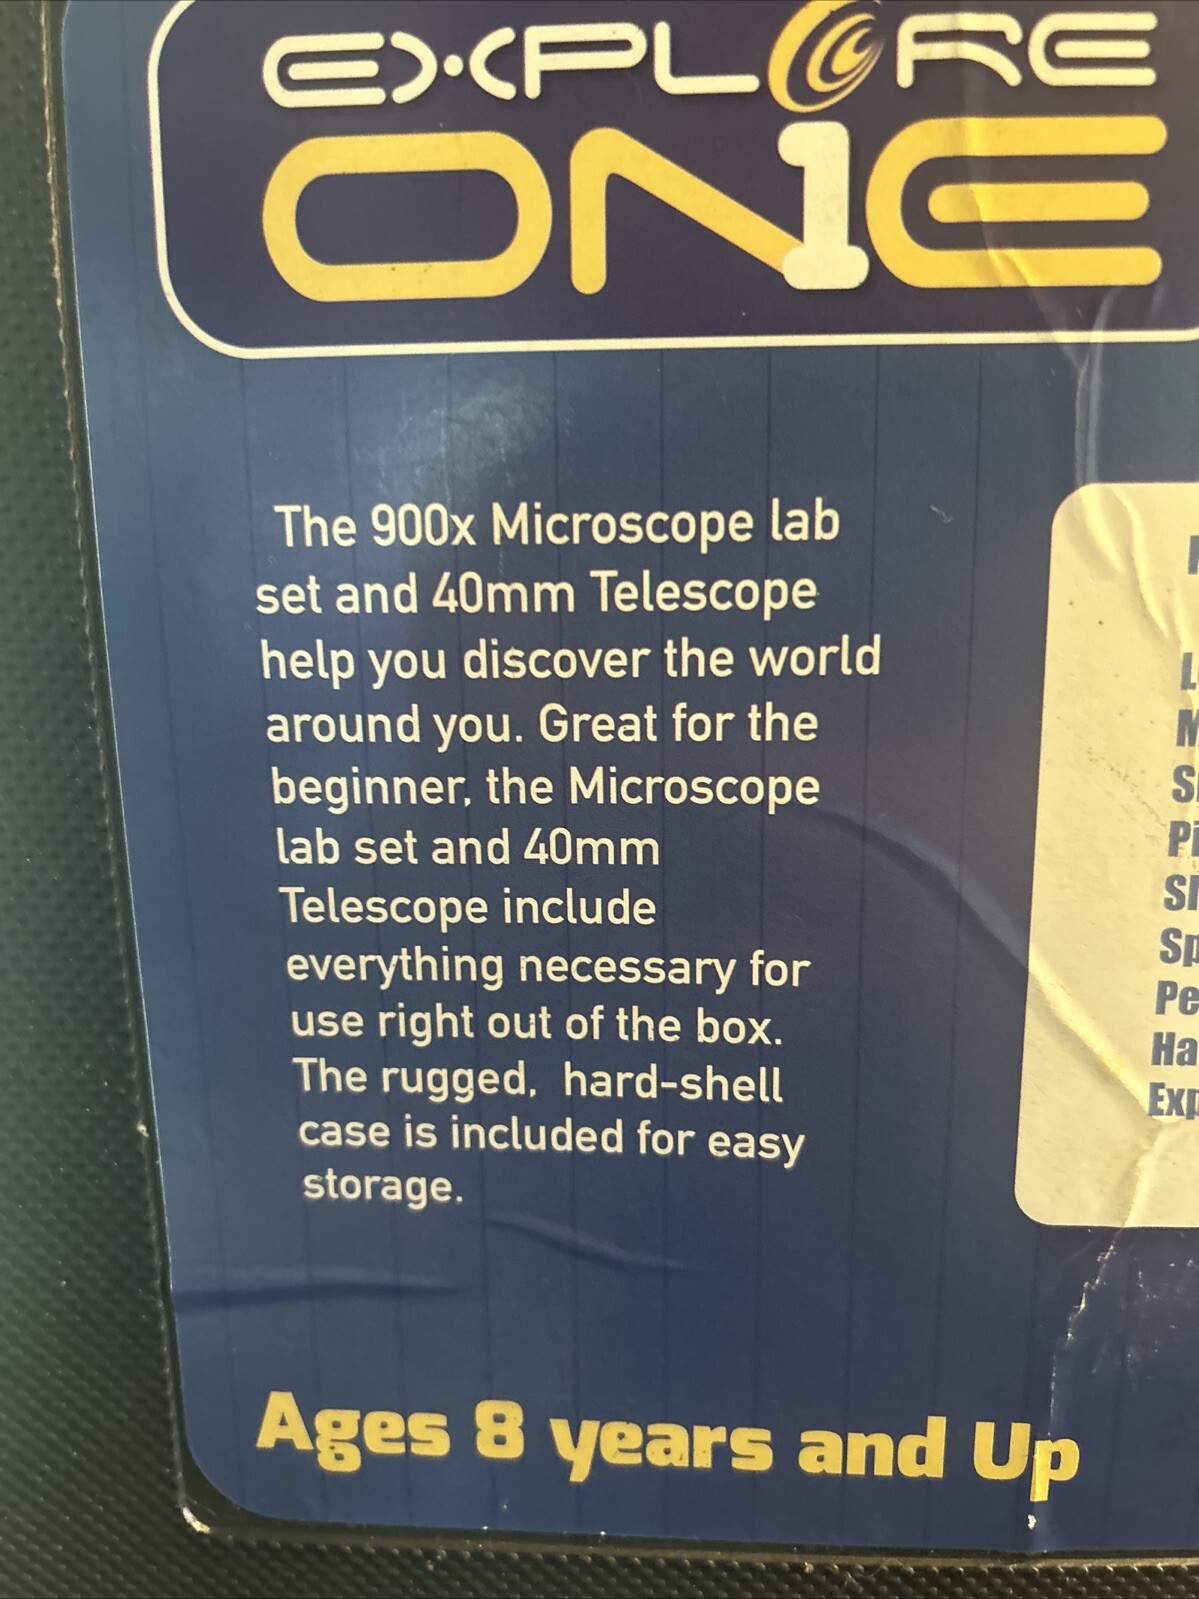 EXPLORE
ONE
The 900x Microscope lab
set and 40mm Telescope
help you discover the world
around you. Great for the
beginner, the Microscope
lab set and 40mm
Telescope include
everything necessary for
use right out of the box.
The rugged, hard-shell
case is included for easy
storage.
Ages 8 years and Up